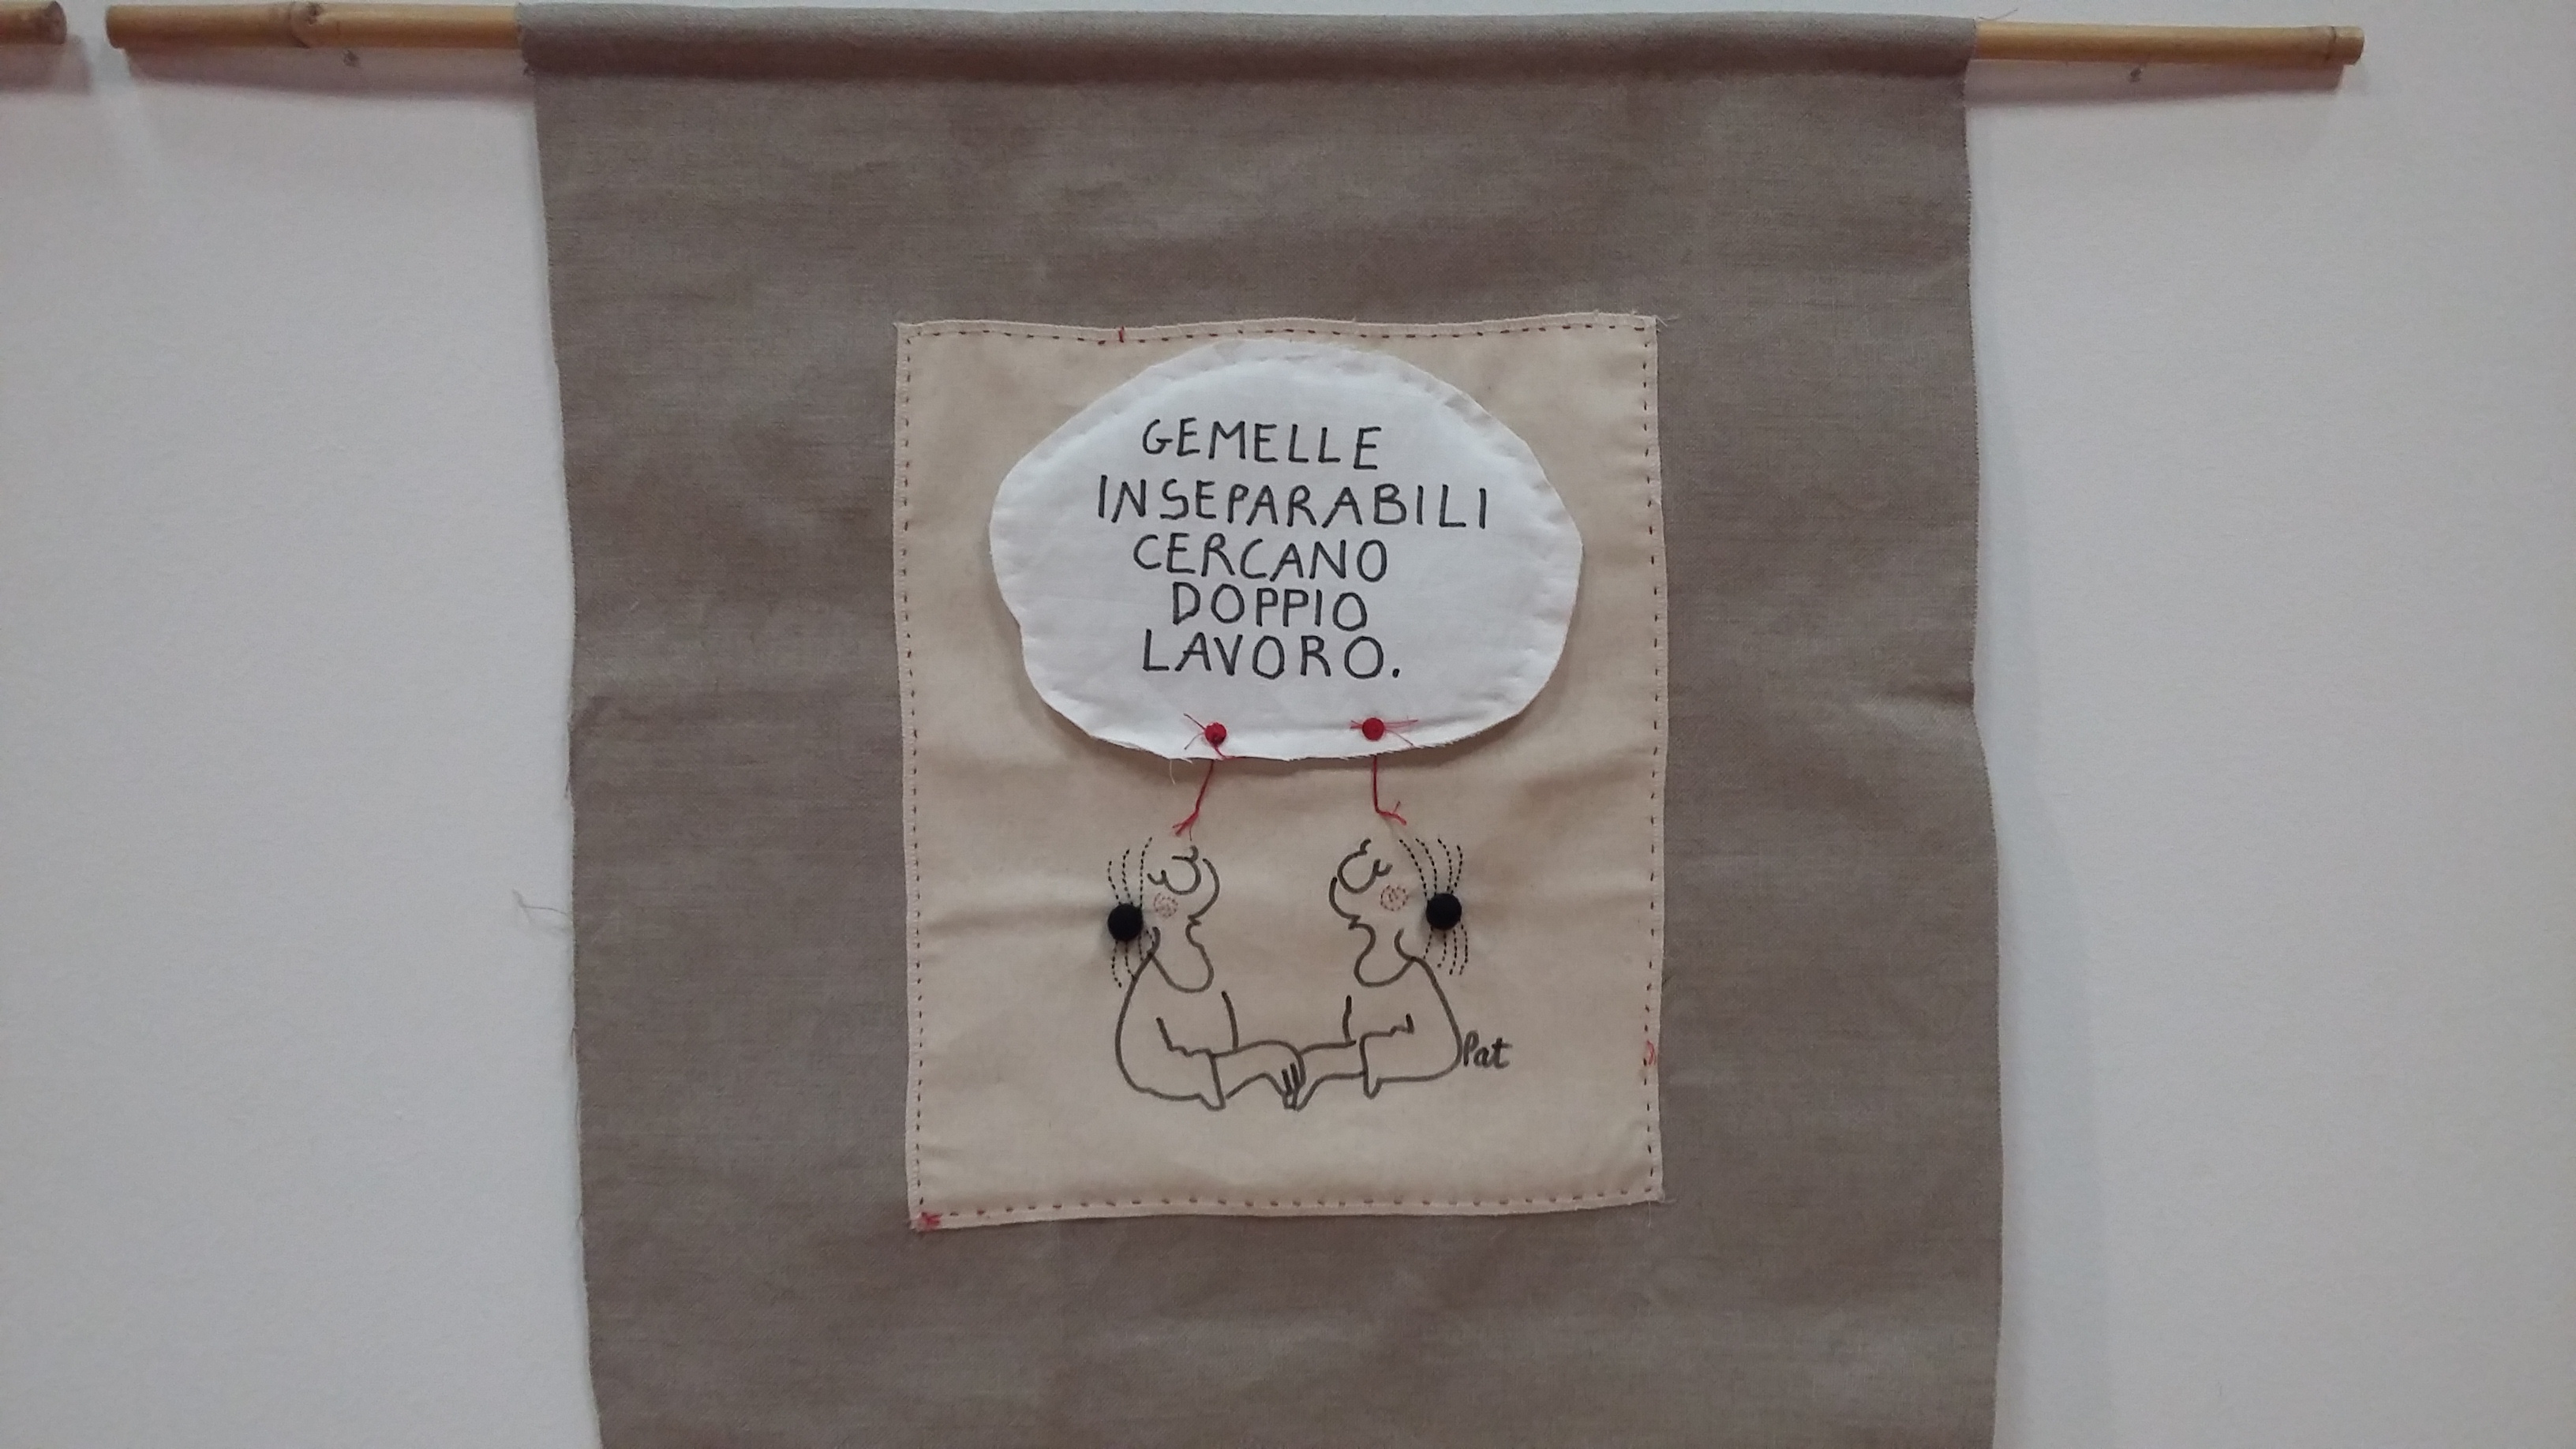 GEMELLE
INSEPARABILI
CERCANO
DOPPIO
LAVORO.
Pat